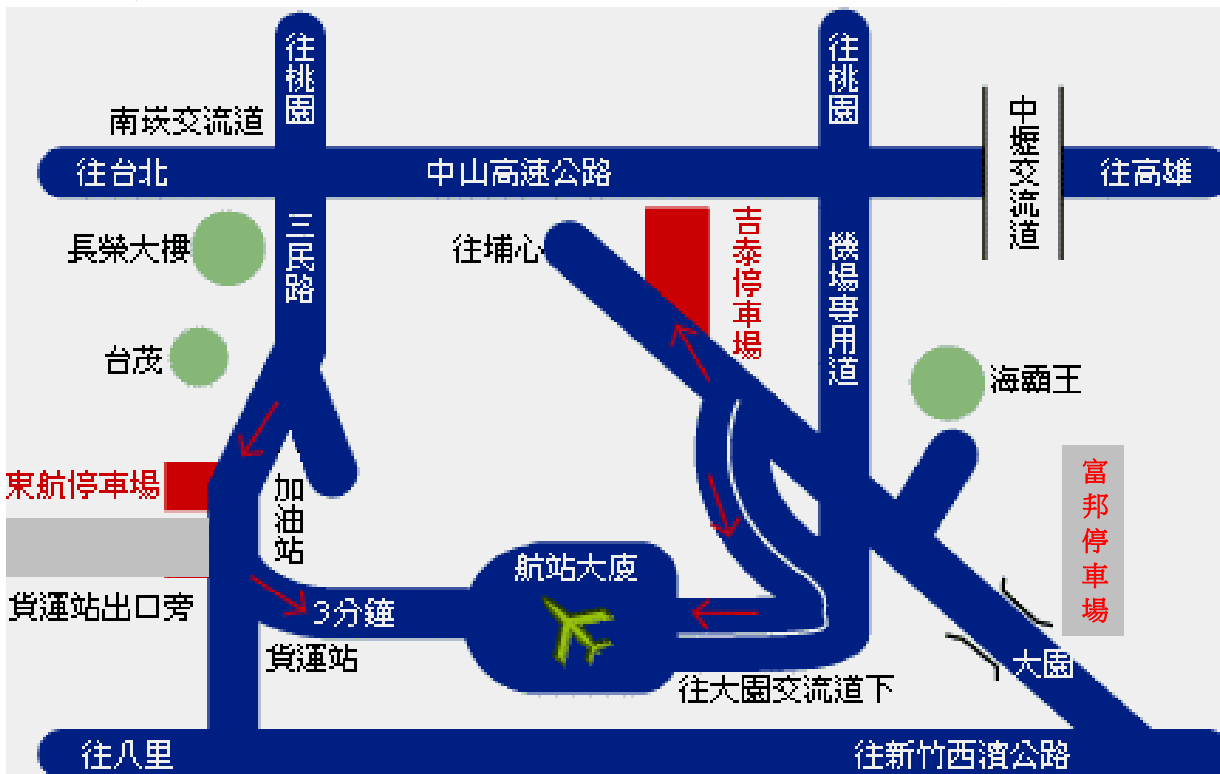 往桃園
往桃園
南崁交流道
中壢交流道
往台北
中山高速公路
往高雄
長榮大樓
三民路
往埔心
吉泰停車場
機場專用道
台茂
海霸王
東航停車場
加油站
富邦停車場
航站大廈
貨運站出口旁
3分鐘
貨運站
大園
往大園交流道下
往八里
往新竹西濱公路